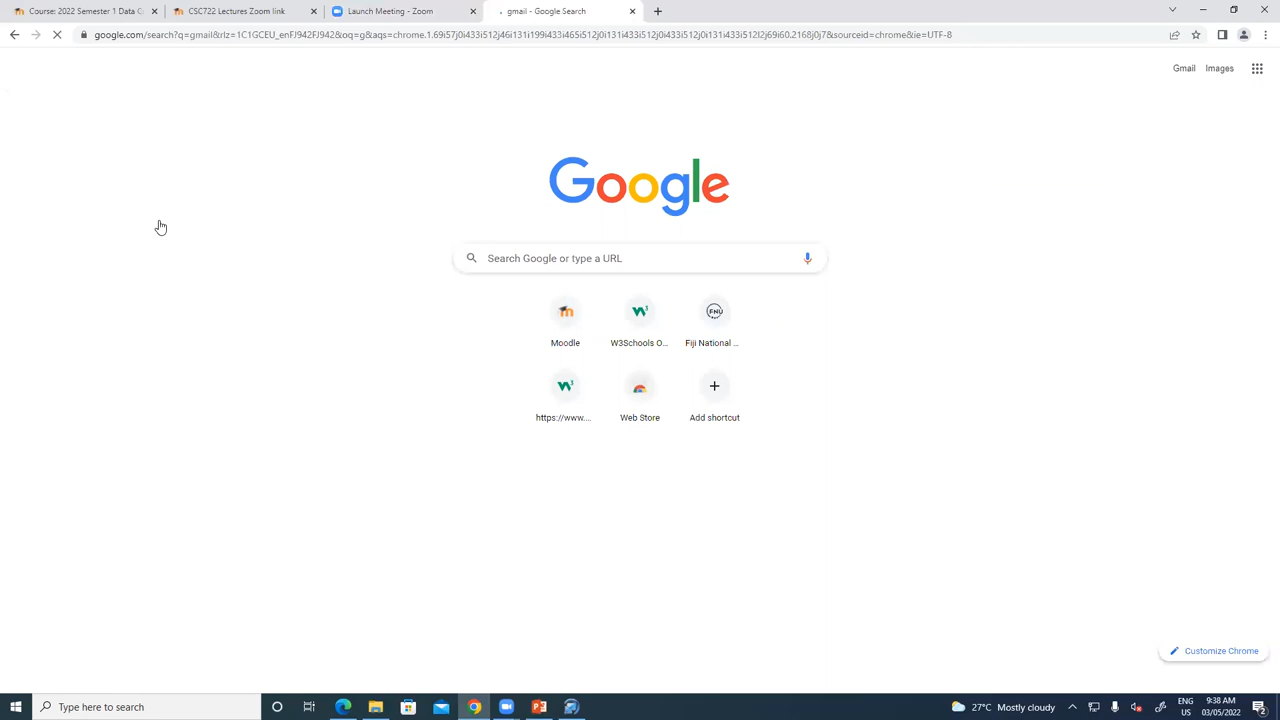 Course: 2022 Semester 1 Data C
CSC722 Lectures Zoom link
Launch Meeting - Zoom
gmail - Google Search
google.com/search?q=gmail&rlz=1C1GCEU_enFJ942FJ942&oq=g&aqs=chrome.1.69i57j0i433i512j46i131i199i433i465i512j0i131i433i512j0i433i512j0i131i433i512l2j69i60.2168j0j7&sourceid=chrome&ie=UTF-8
Gmail Images
Google
Search Google or type a URL
FNU
Moodle
W3Schools O...
Fiji National ...
https://www....
Web Store
Add shortcut
Customize Chrome
Type here to search
27°C Mostly cloudy
ENG
US
9:38 AM
03/05/2022
2